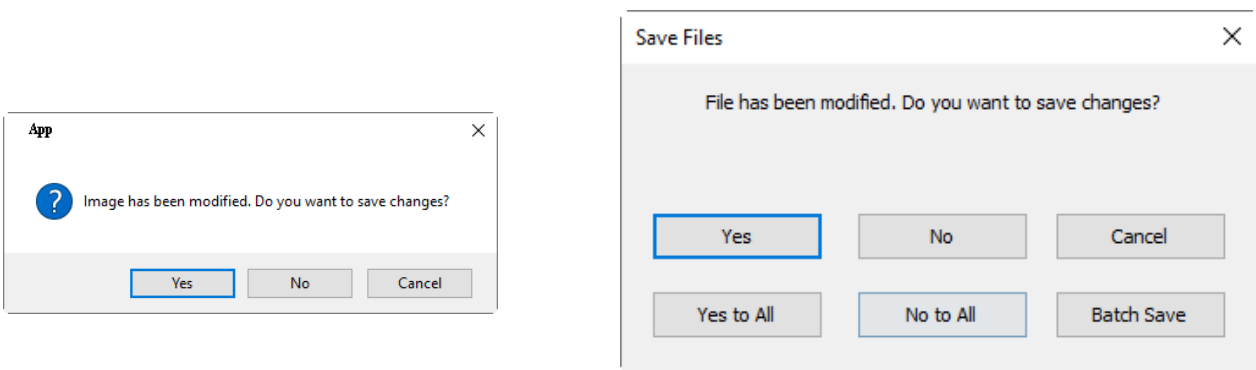 App
Image has been modified. Do you want to save changes?
Yes No Cancel
Save Files
File has been modified. Do you want to save changes?
Yes No Cancel
Yes to All No to All Batch Save